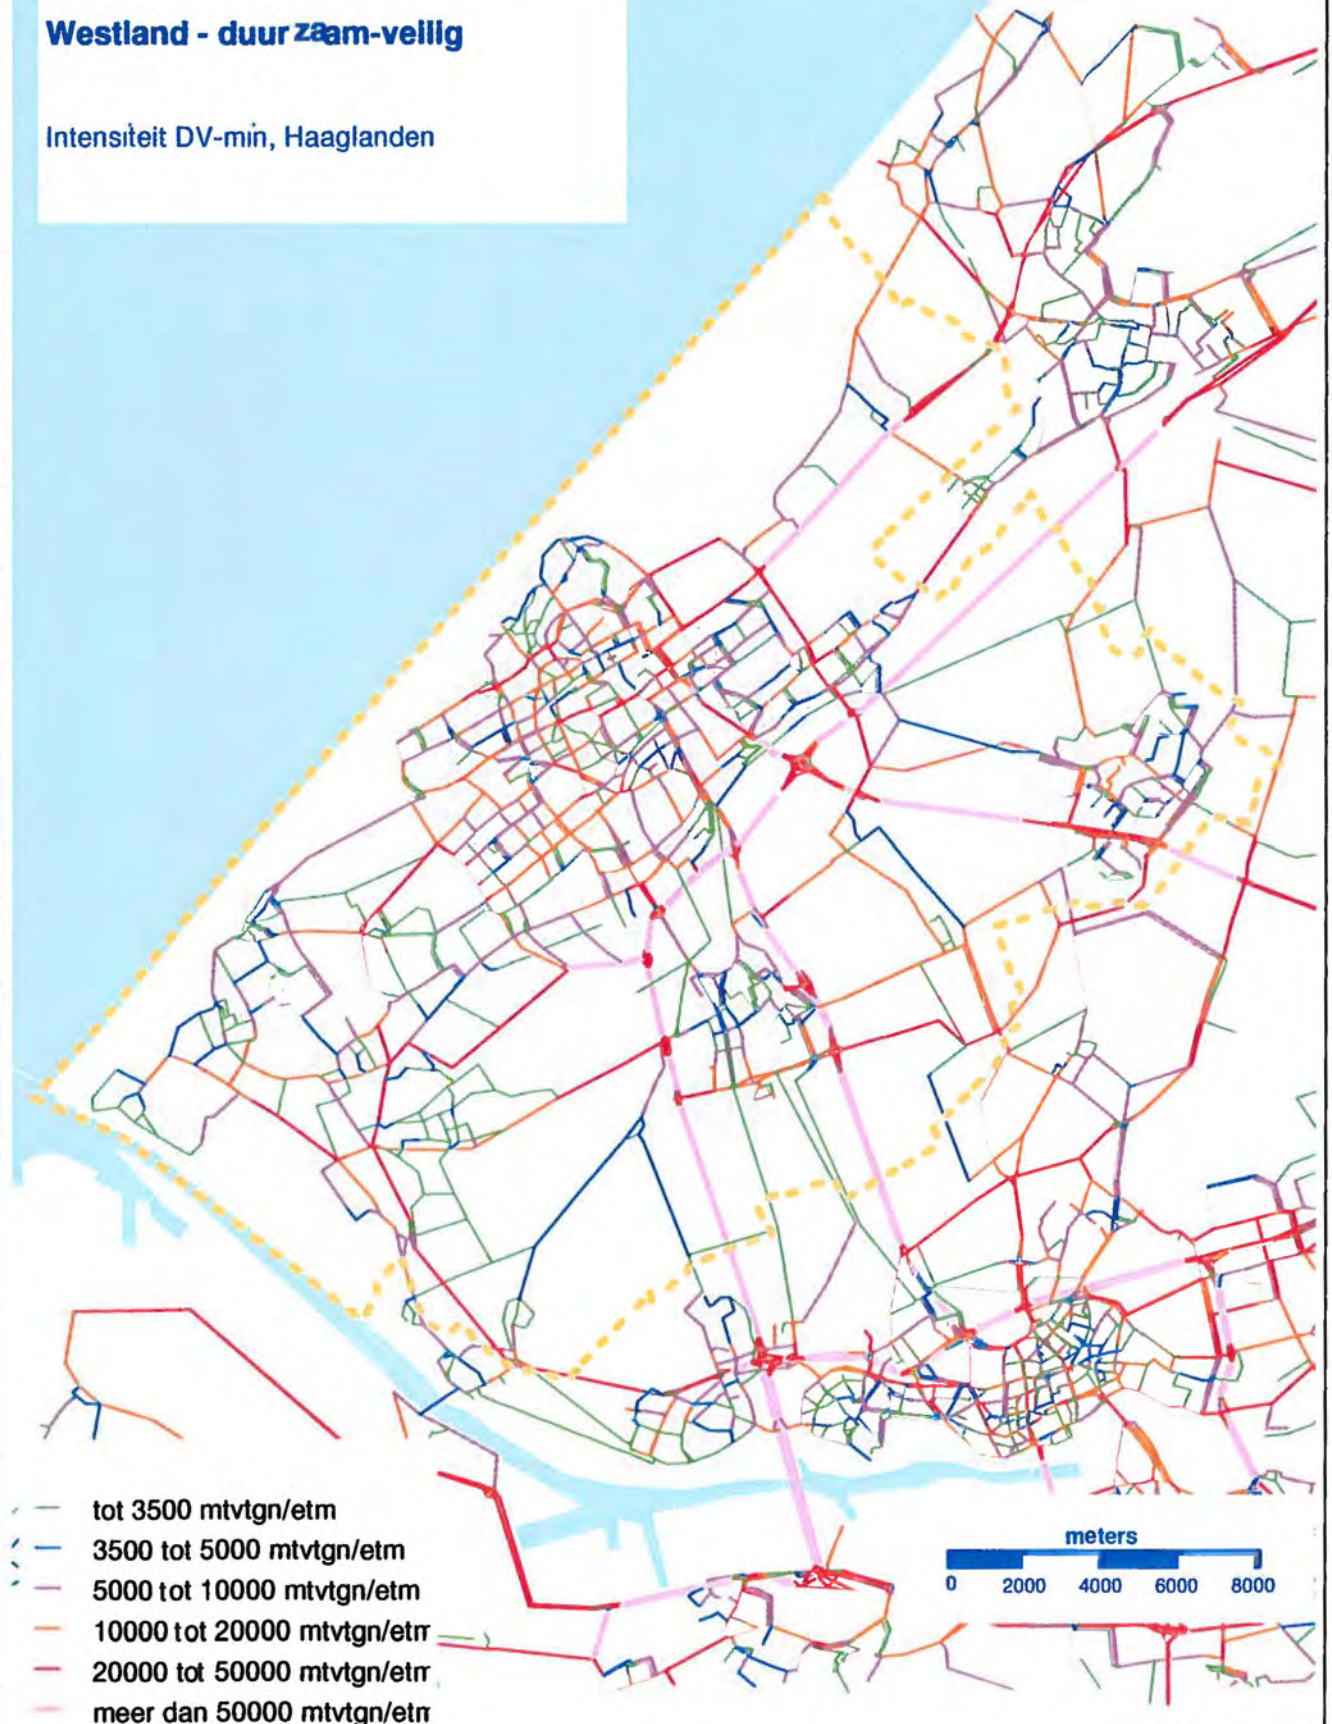 Westland - duurzaam-veilig
Intensiteit DV-min, Haaglanden
tot 3500 mtvtgn/etm
3500 tot 5000 mtvtgn/etm
5000 tot 10000 mtvtgn/etm
10000 tot 20000 mtvtgn/etm
20000 tot 50000 mtvtgn/etm
meer dan 50000 mtvtgn/etm
meters
0 2000 4000 6000 8000